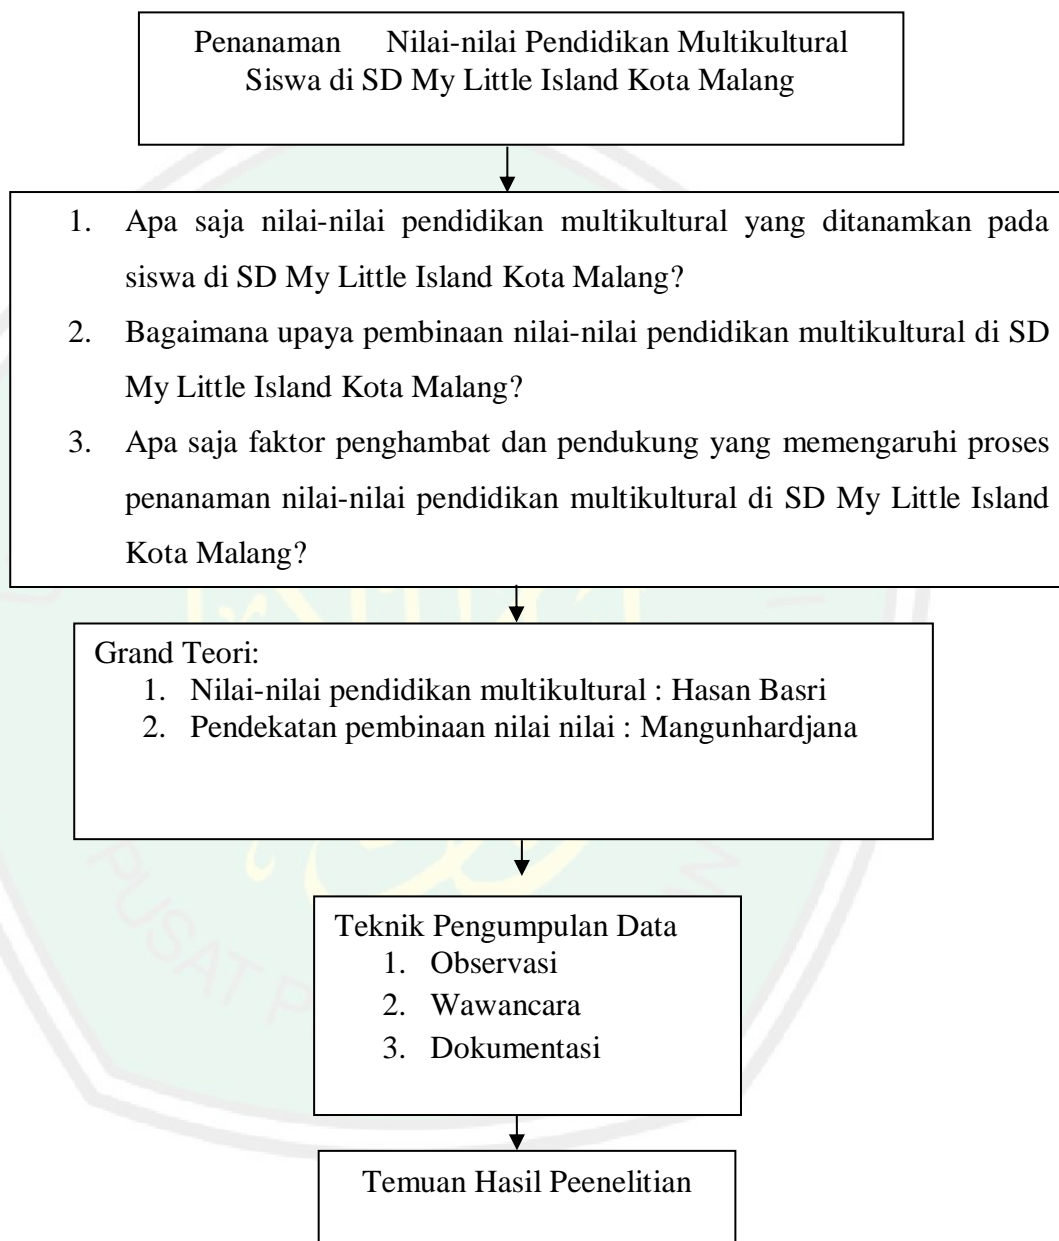 Penanaman Nilai-nilai Pendidikan Multikultural
Siswa di SD My Little Island Kota Malang
1. Apa saja nilai-nilai pendidikan multikultural yang ditanamkan pada
siswa di SD My Little Island Kota Malang?
2. Bagaimana upaya pembinaan nilai-nilai pendidikan multikultural di SD
My Little Island Kota Malang?
3. Apa saja faktor penghambat dan pendukung yang memengaruhi proses
penanaman nilai-nilai pendidikan multikultural di SD My Little Island
Kota Malang?
Grand Teori:
1. Nilai-nilai pendidikan multikultural : Hasan Basri
2. Pendekatan pembinaan nilai nilai : Mangunhardjana
Teknik Pengumpulan Data
1. Observasi
2. Wawancara
3. Dokumentasi
Temuan Hasil Peenelitian
PUSAT P